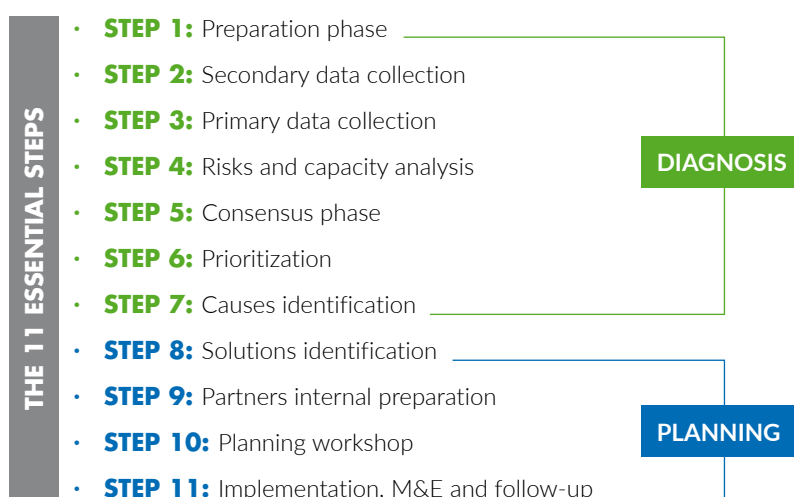 THE 11 ESSENTIAL STEPS
• STEP 1: Preparation phase
• STEP 2: Secondary data collection
• STEP 3: Primary data collection
• STEP 4: Risks and capacity analysis
• STEP 5: Consensus phase
• STEP 6: Prioritization
• STEP 7: Causes identification
DIAGNOSIS
• STEP 8: Solutions identification
• STEP 9: Partners internal preparation
• STEP 10: Planning workshop
• STEP 11: Implementation, M&E and follow-up
PLANNING